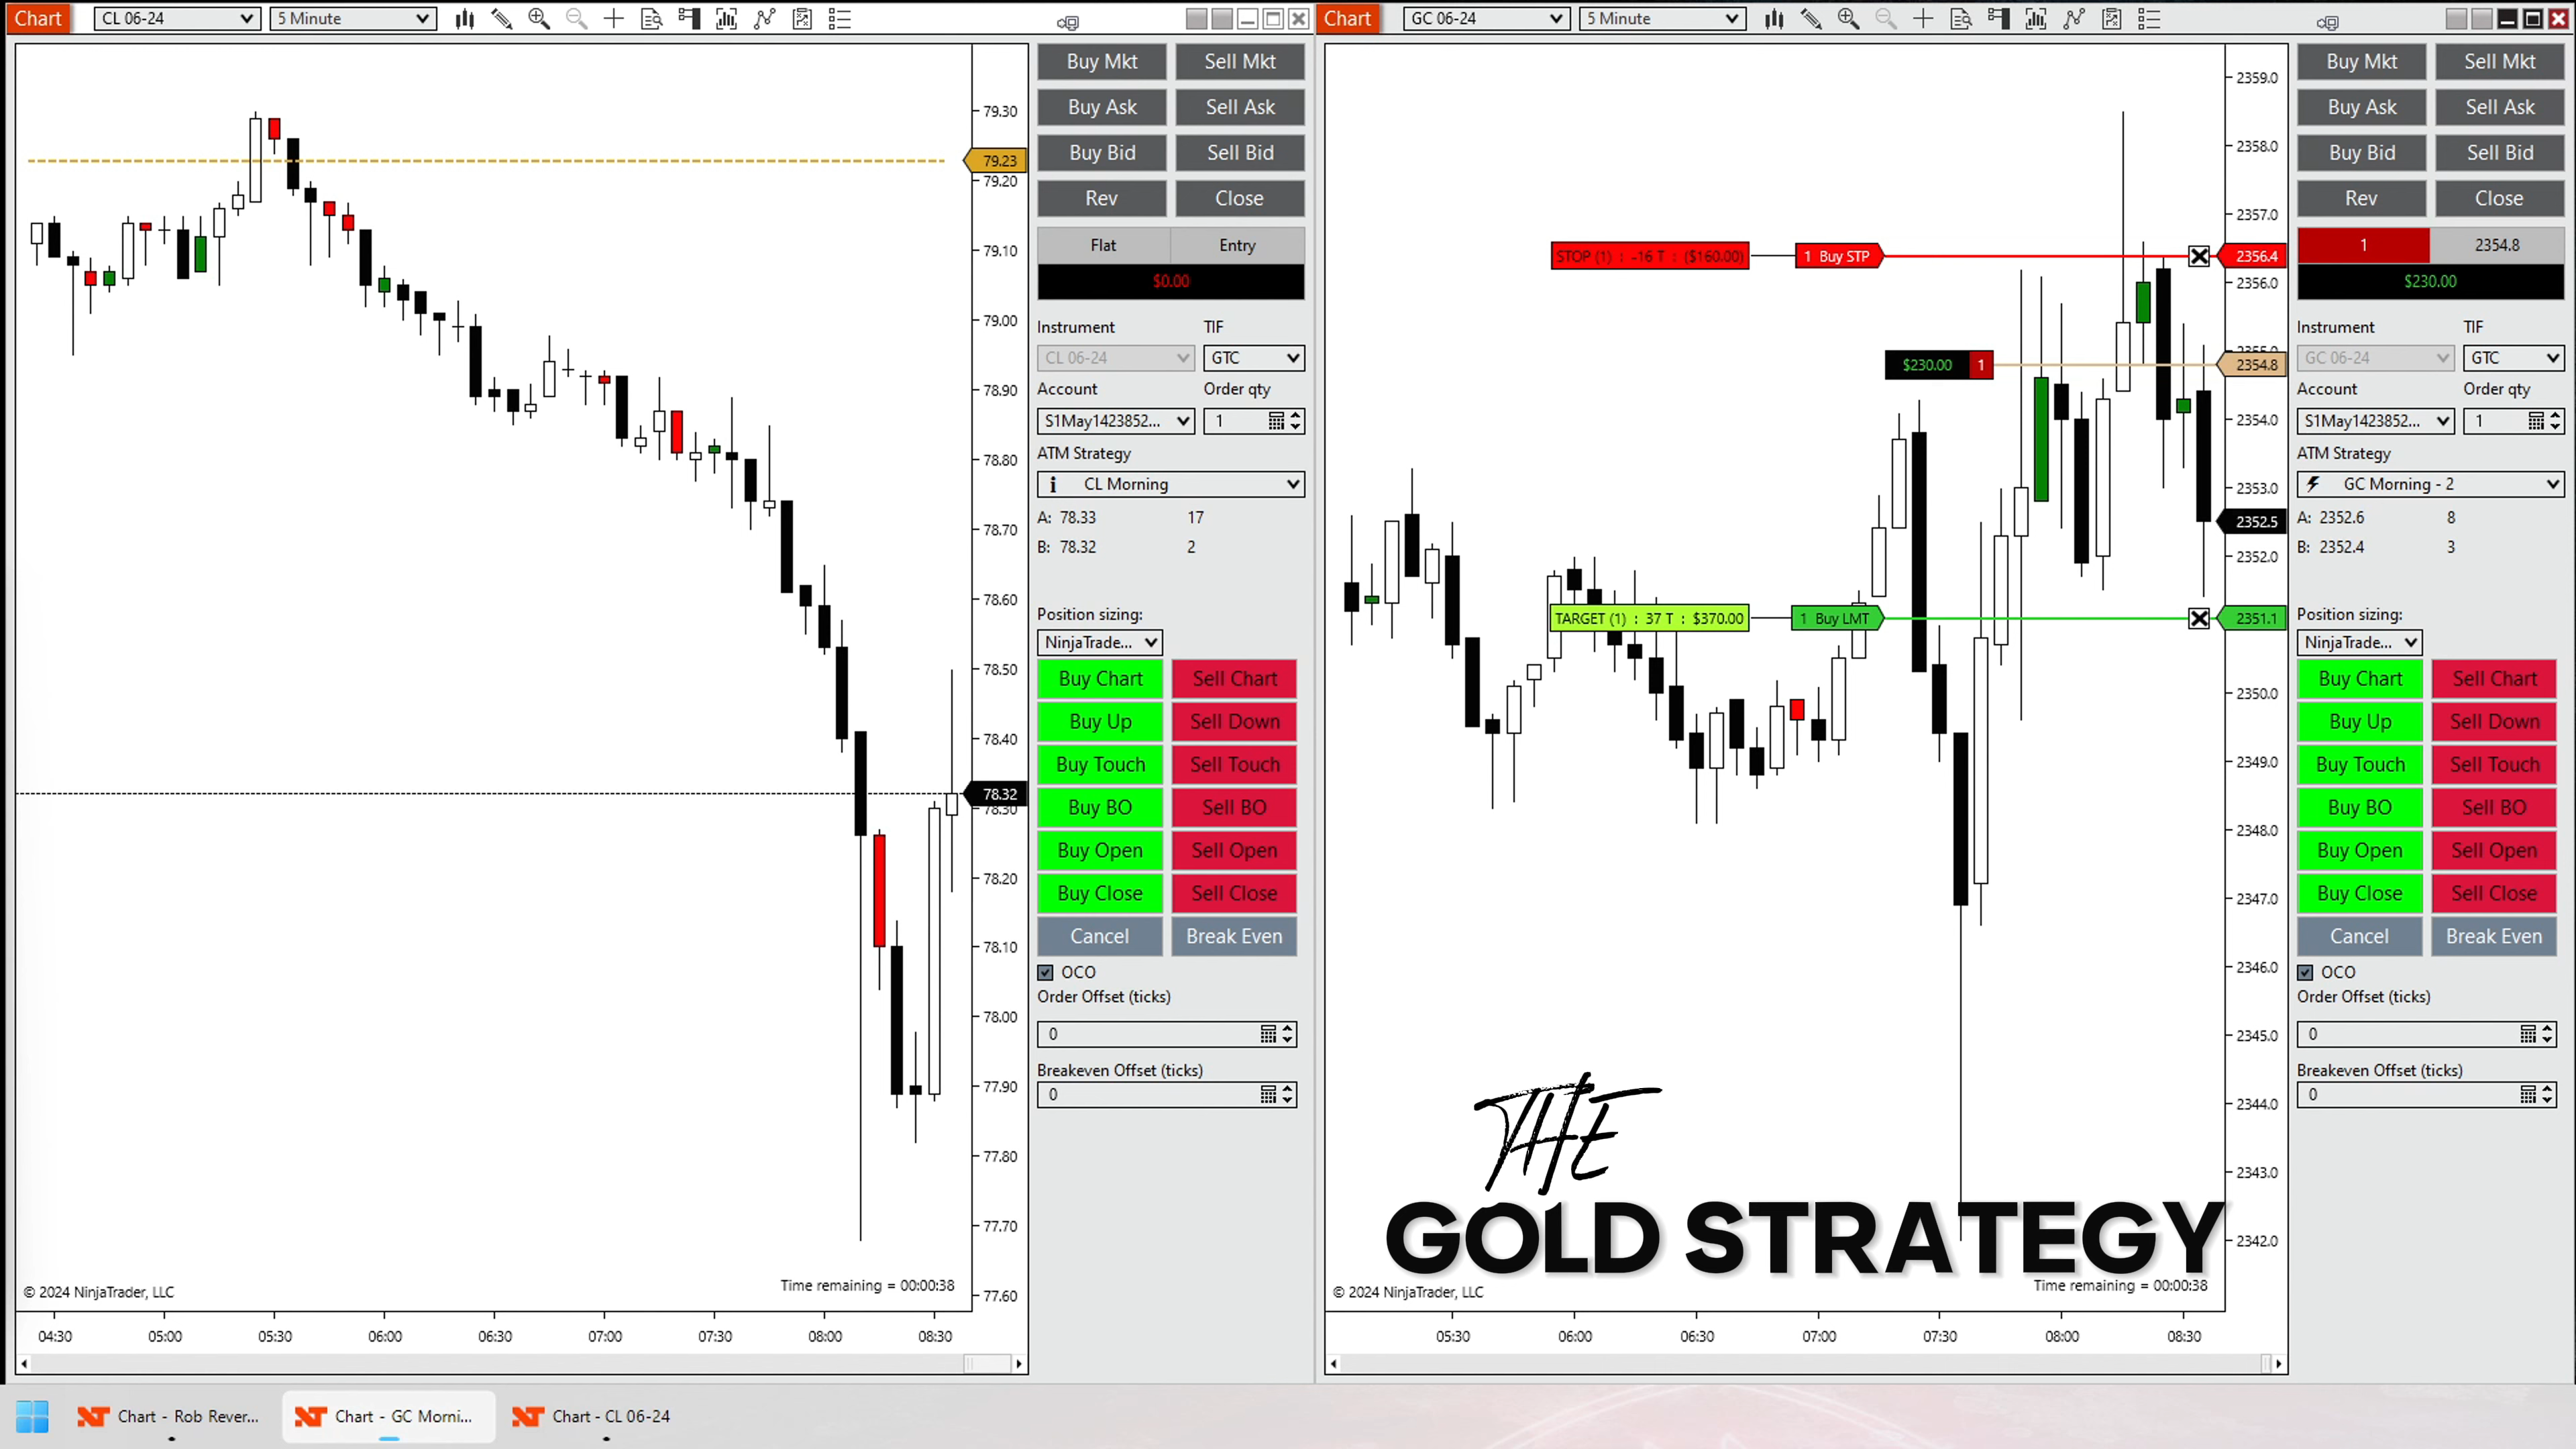 Chart CL 06-24 5 Minute
79.30
79.23
79.20
79.10
79.00
78.90
78.80
78.70
78.60
78.50
78.40
78.32
78.30
78.20
78.10
78.00
77.90
77.80
77.70
77.60
© 2024 NinjaTrader, LLC
Time remaining = 00:00:38
04:30 05:00 05:30 06:00 06:30 07:00 07:30 08:00 08:30
Buy Mkt Sell Mkt
Buy Ask Sell Ask
Buy Bid Sell Bid
Rev Close
Flat Entry
$0.00
Instrument TIF
CL 06-24 GTC
Account Order qty
S1May1423852... 1
ATM Strategy
CL Morning
A: 78.33 17
B: 78.32 2
Position sizing:
NinjaTrade...
Buy Chart Sell Chart
Buy Up Sell Down
Buy Touch Sell Touch
Buy BO Sell BO
Buy Open Sell Open
Buy Close Sell Close
Cancel Break Even
OCO
Order Offset (ticks)
0
Breakeven Offset (ticks)
0
Chart GC 06-24 5 Minute
2359.0
2358.0
2357.0
STOP (1) : -16 T : ($160.00) 1 Buy STP 2356.4
2356.0
$230.00 1 2354.8
2354.0
2353.0
2352.5
2352.0
TARGET (1) : 37 T : $370.00 1 Buy LMT 2351.1
2350.0
2349.0
2348.0
2347.0
2346.0
2345.0
2344.0
2343.0
2342.0
THE
GOLD STRATEGY
© 2024 NinjaTrader, LLC
Time remaining = 00:00:38
05:30 06:00 06:30 07:00 07:30 08:00 08:30
Buy Mkt Sell Mkt
Buy Ask Sell Ask
Buy Bid Sell Bid
Rev Close
1 2354.8
$230.00
Instrument TIF
GC 06-24 GTC
Account Order qty
S1May1423852... 1
ATM Strategy
GC Morning - 2
A: 2352.6 8
B: 2352.4 3
Position sizing:
NinjaTrade...
Buy Chart Sell Chart
Buy Up Sell Down
Buy Touch Sell Touch
Buy BO Sell BO
Buy Open Sell Open
Buy Close Sell Close
Cancel Break Even
OCO
Order Offset (ticks)
0
Breakeven Offset (ticks)
0
Chart - Rob Rever... Chart - GC Morni... Chart - CL 06-24